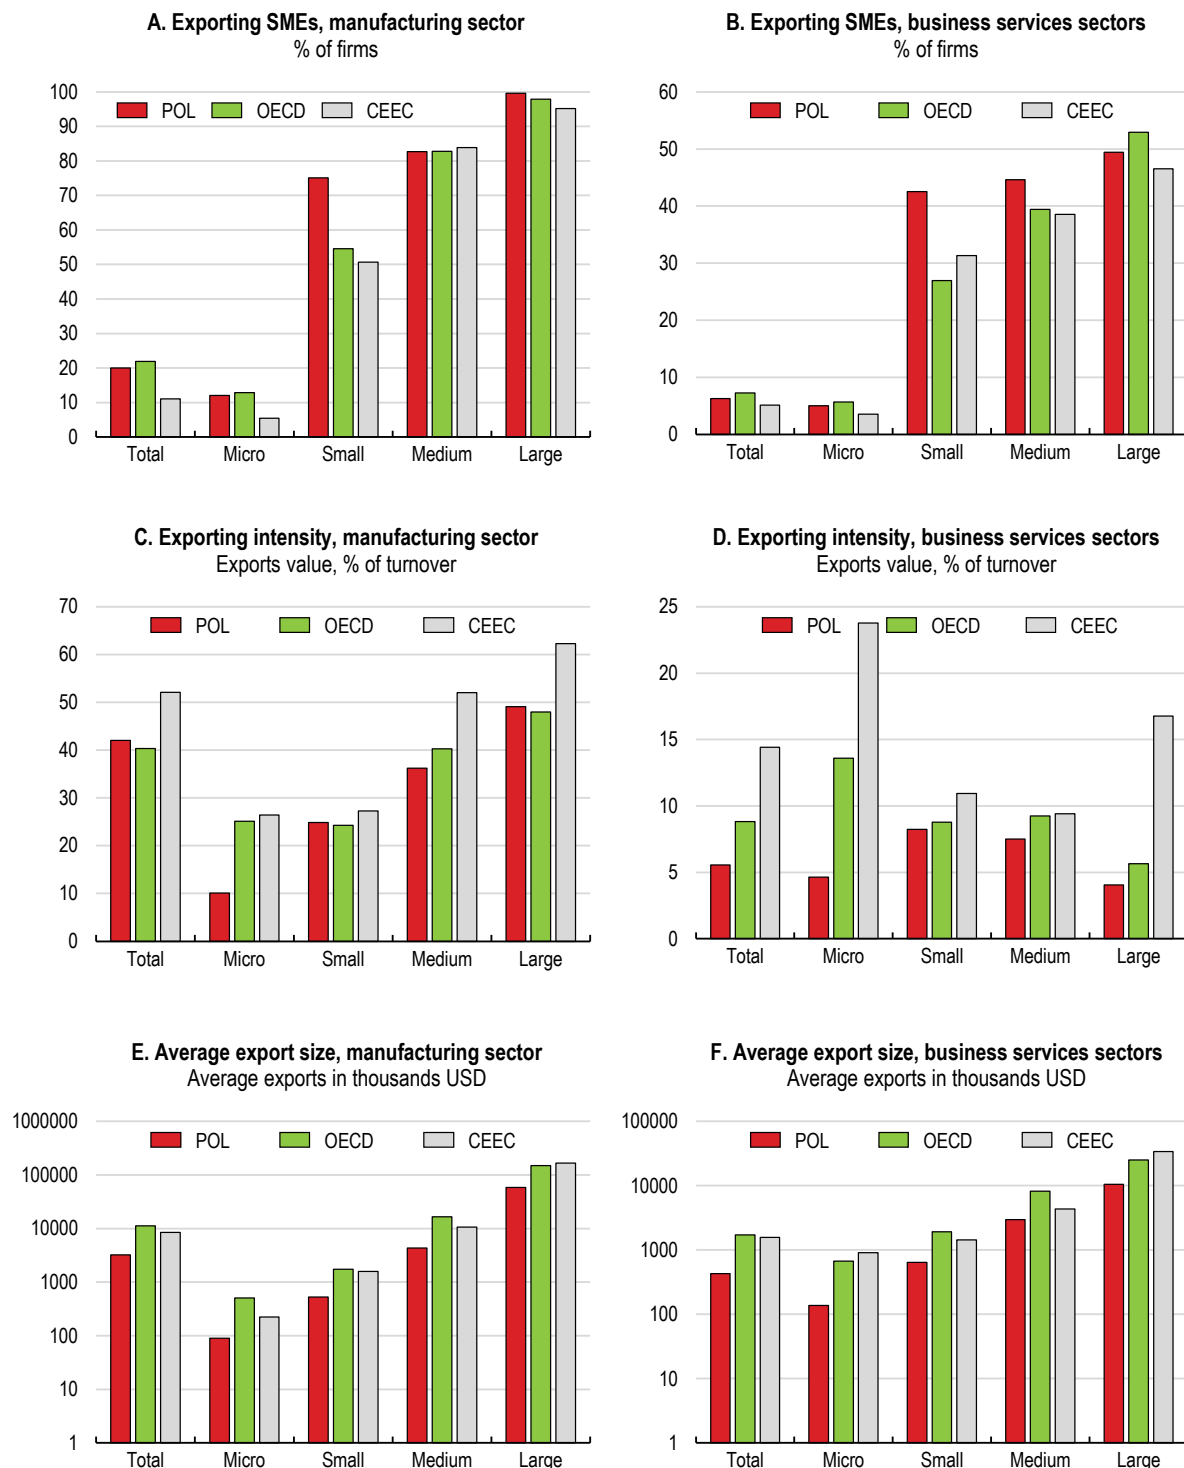 A. Exporting SMEs, manufacturing sector
% of firms
POL OECD CEEC
100
90
80
70
60
50
40
30
20
10
0
Total Micro Small Medium Large
B. Exporting SMEs, business services sectors
% of firms
POL OECD CEEC
60
50
40
30
20
10
0
Total Micro Small Medium Large
C. Exporting intensity, manufacturing sector
Exports value, % of turnover
POL OECD CEEC
70
60
50
40
30
20
10
0
Total Micro Small Medium Large
D. Exporting intensity, business services sectors
Exports value, % of turnover
POL OECD CEEC
25
20
15
10
5
0
Total Micro Small Medium Large
E. Average export size, manufacturing sector
Average exports in thousands USD
POL OECD CEEC
1000000
100000
10000
1000
100
10
1
Total Micro Small Medium Large
F. Average export size, business services sectors
Average exports in thousands USD
POL OECD CEEC
100000
10000
1000
100
10
1
Total Micro Small Medium Large